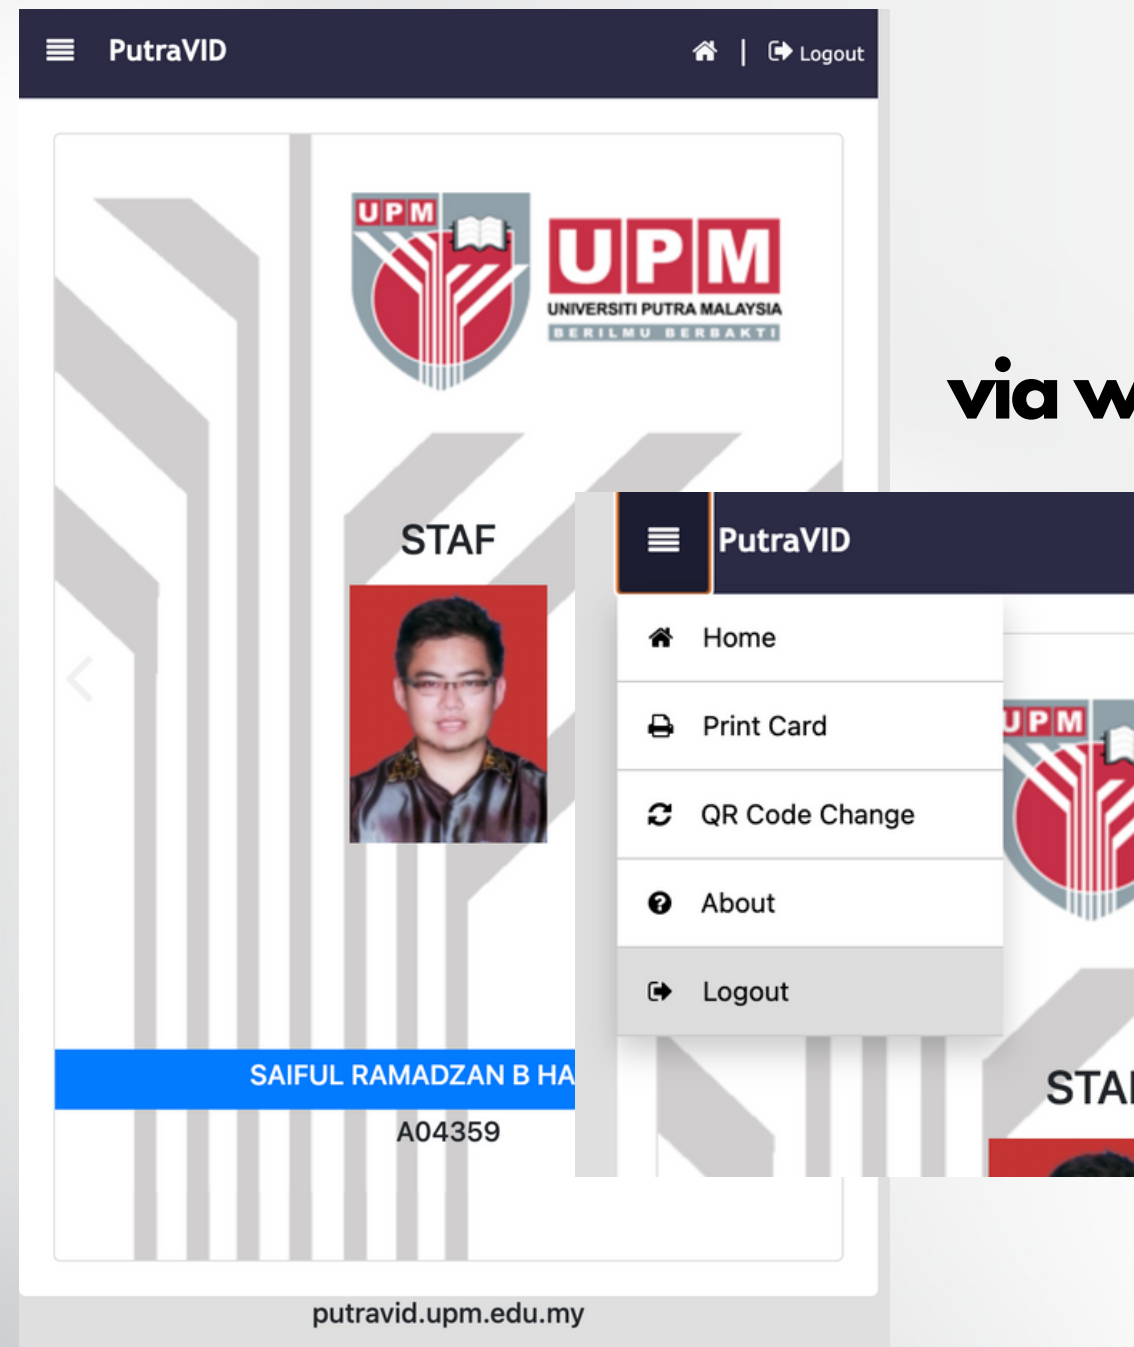 PutraVID
| Logout
UPM
UPM
UNIVERSITI PUTRA MALAYSIA
BERILMU BERBAKTI
via w
STAF
PutraVID
Home
Print Card
QR Code Change
About
Logout
UPM
STAF
SAIFUL RAMADZAN B HA
A04359
putravid.upm.edu.my